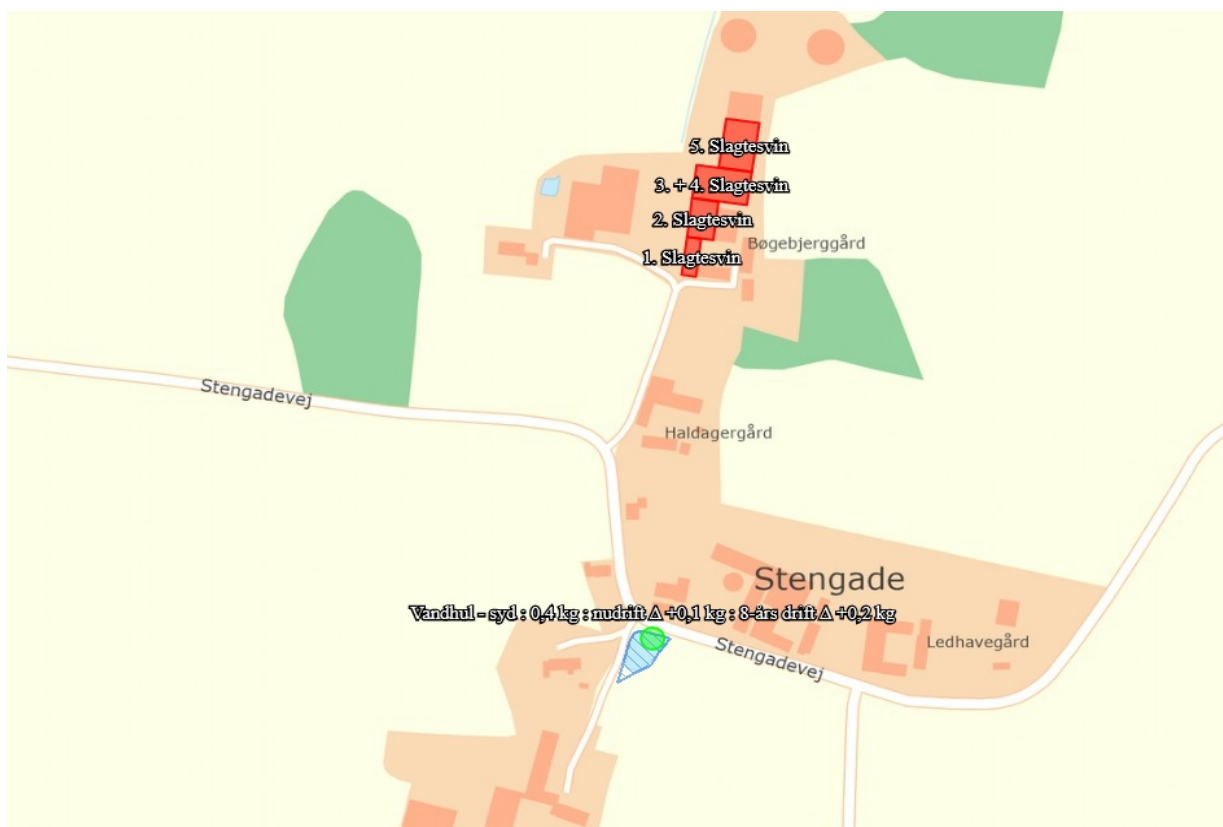 5. Slagtesvin
3. + 4. Slagtesvin
2. Slagtesvin
Bøgebjerggård
1. Slagtesvin
Stengadevej
Haldagergård
Stengade
Vandhul - syd : 0,4 kg : nudrift Δ +0,1 kg : 8-års drift Δ +0,2 kg
Stengadevej
Ledhavegård